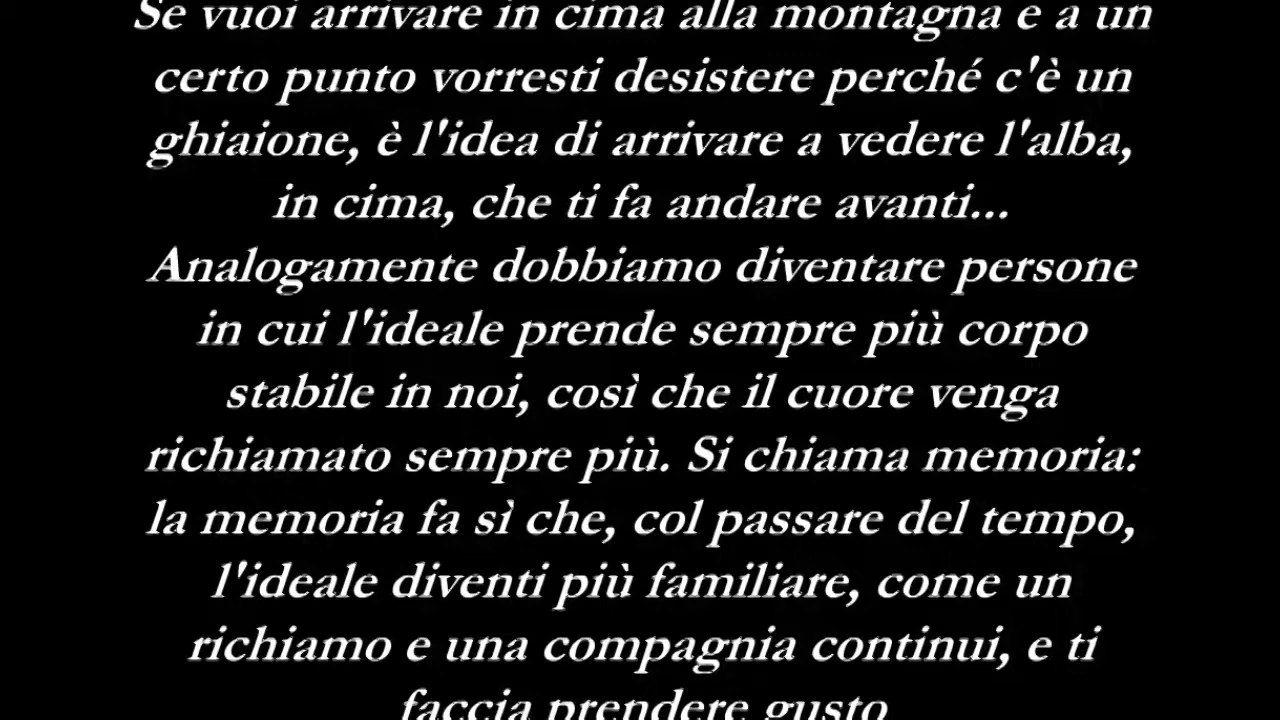 Se vuoi arrivare in cima alla montagna e a un
certo punto vorresti desistere perché c'è un
ghiaione, è l'idea di arrivare a vedere l'alba,
in cima, che ti fa andare avanti...
Analogamente dobbiamo diventare persone
in cui l'ideale prende sempre più corpo
stabile in noi, così che il cuore venga
richiamato sempre più. Si chiama memoria:
la memoria fa sì che, col passare del tempo,
l'ideale diventi più familiare, come un
richiamo e una compagnia continui, e ti
faccia prendere gusto